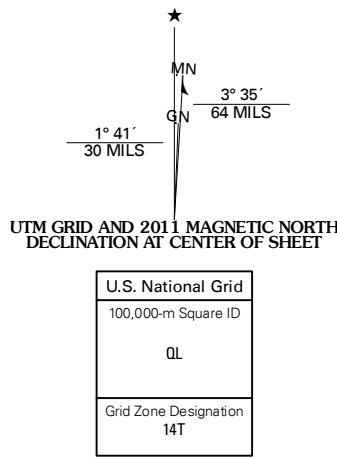 ★
MN
3° 35´
64 MILS
GN
1° 41´
30 MILS
UTM GRID AND 2011 MAGNETIC NORTH
DECLINATION AT CENTER OF SHEET
U.S. National Grid
100,000-m Square ID
QL
Grid Zone Designation
14T